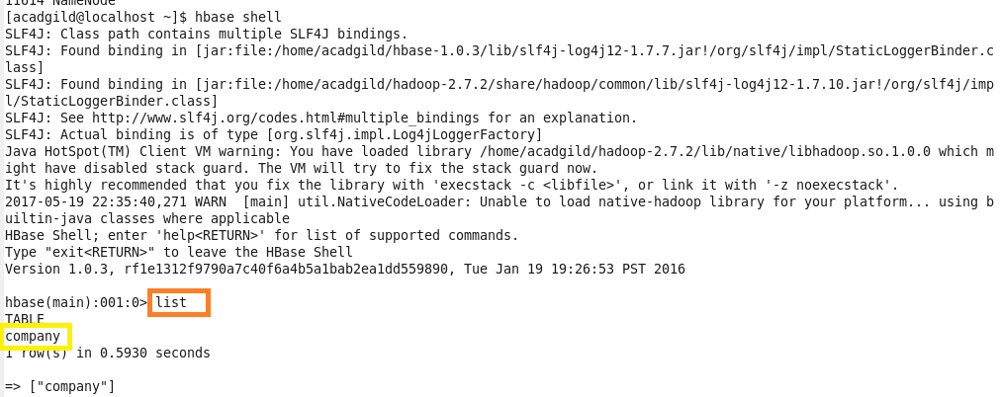 11614 NameNode
[acadgild@localhost ~]$ hbase shell
SLF4J: Class path contains multiple SLF4J bindings.
SLF4J: Found binding in [jar:file:/home/acadgild/hbase-1.0.3/lib/slf4j-log4j12-1.7.7.jar!/org/slf4j/impl/StaticLoggerBinder.c
lass]
SLF4J: Found binding in [jar:file:/home/acadgild/hadoop-2.7.2/share/hadoop/common/lib/slf4j-log4j12-1.7.10.jar!/org/slf4j/imp
l/StaticLoggerBinder.class]
SLF4J: See http://www.slf4j.org/codes.html#multiple_bindings for an explanation.
SLF4J: Actual binding is of type [org.slf4j.impl.Log4jLoggerFactory]
Java HotSpot(TM) Client VM warning: You have loaded library /home/acadgild/hadoop-2.7.2/lib/native/libhadoop.so.1.0.0 which m
ight have disabled stack guard. The VM will try to fix the stack guard now.
It's highly recommended that you fix the library with 'execstack -c <libfile>', or link it with '-z noexecstack'.
2017-05-19 22:35:40,271 WARN  [main] util.NativeCodeLoader: Unable to load native-hadoop library for your platform... using b
uiltin-java classes where applicable
HBase Shell; enter 'help<RETURN>' for list of supported commands.
Type "exit<RETURN>" to leave the HBase Shell
Version 1.0.3, rf1e1312f9790a7c40f6a4b5a1bab2ea1dd559890, Tue Jan 19 19:26:53 PST 2016
hbase(main):001:0> list
TABLE
company
1 row(s) in 0.5930 seconds
=> ["company"]